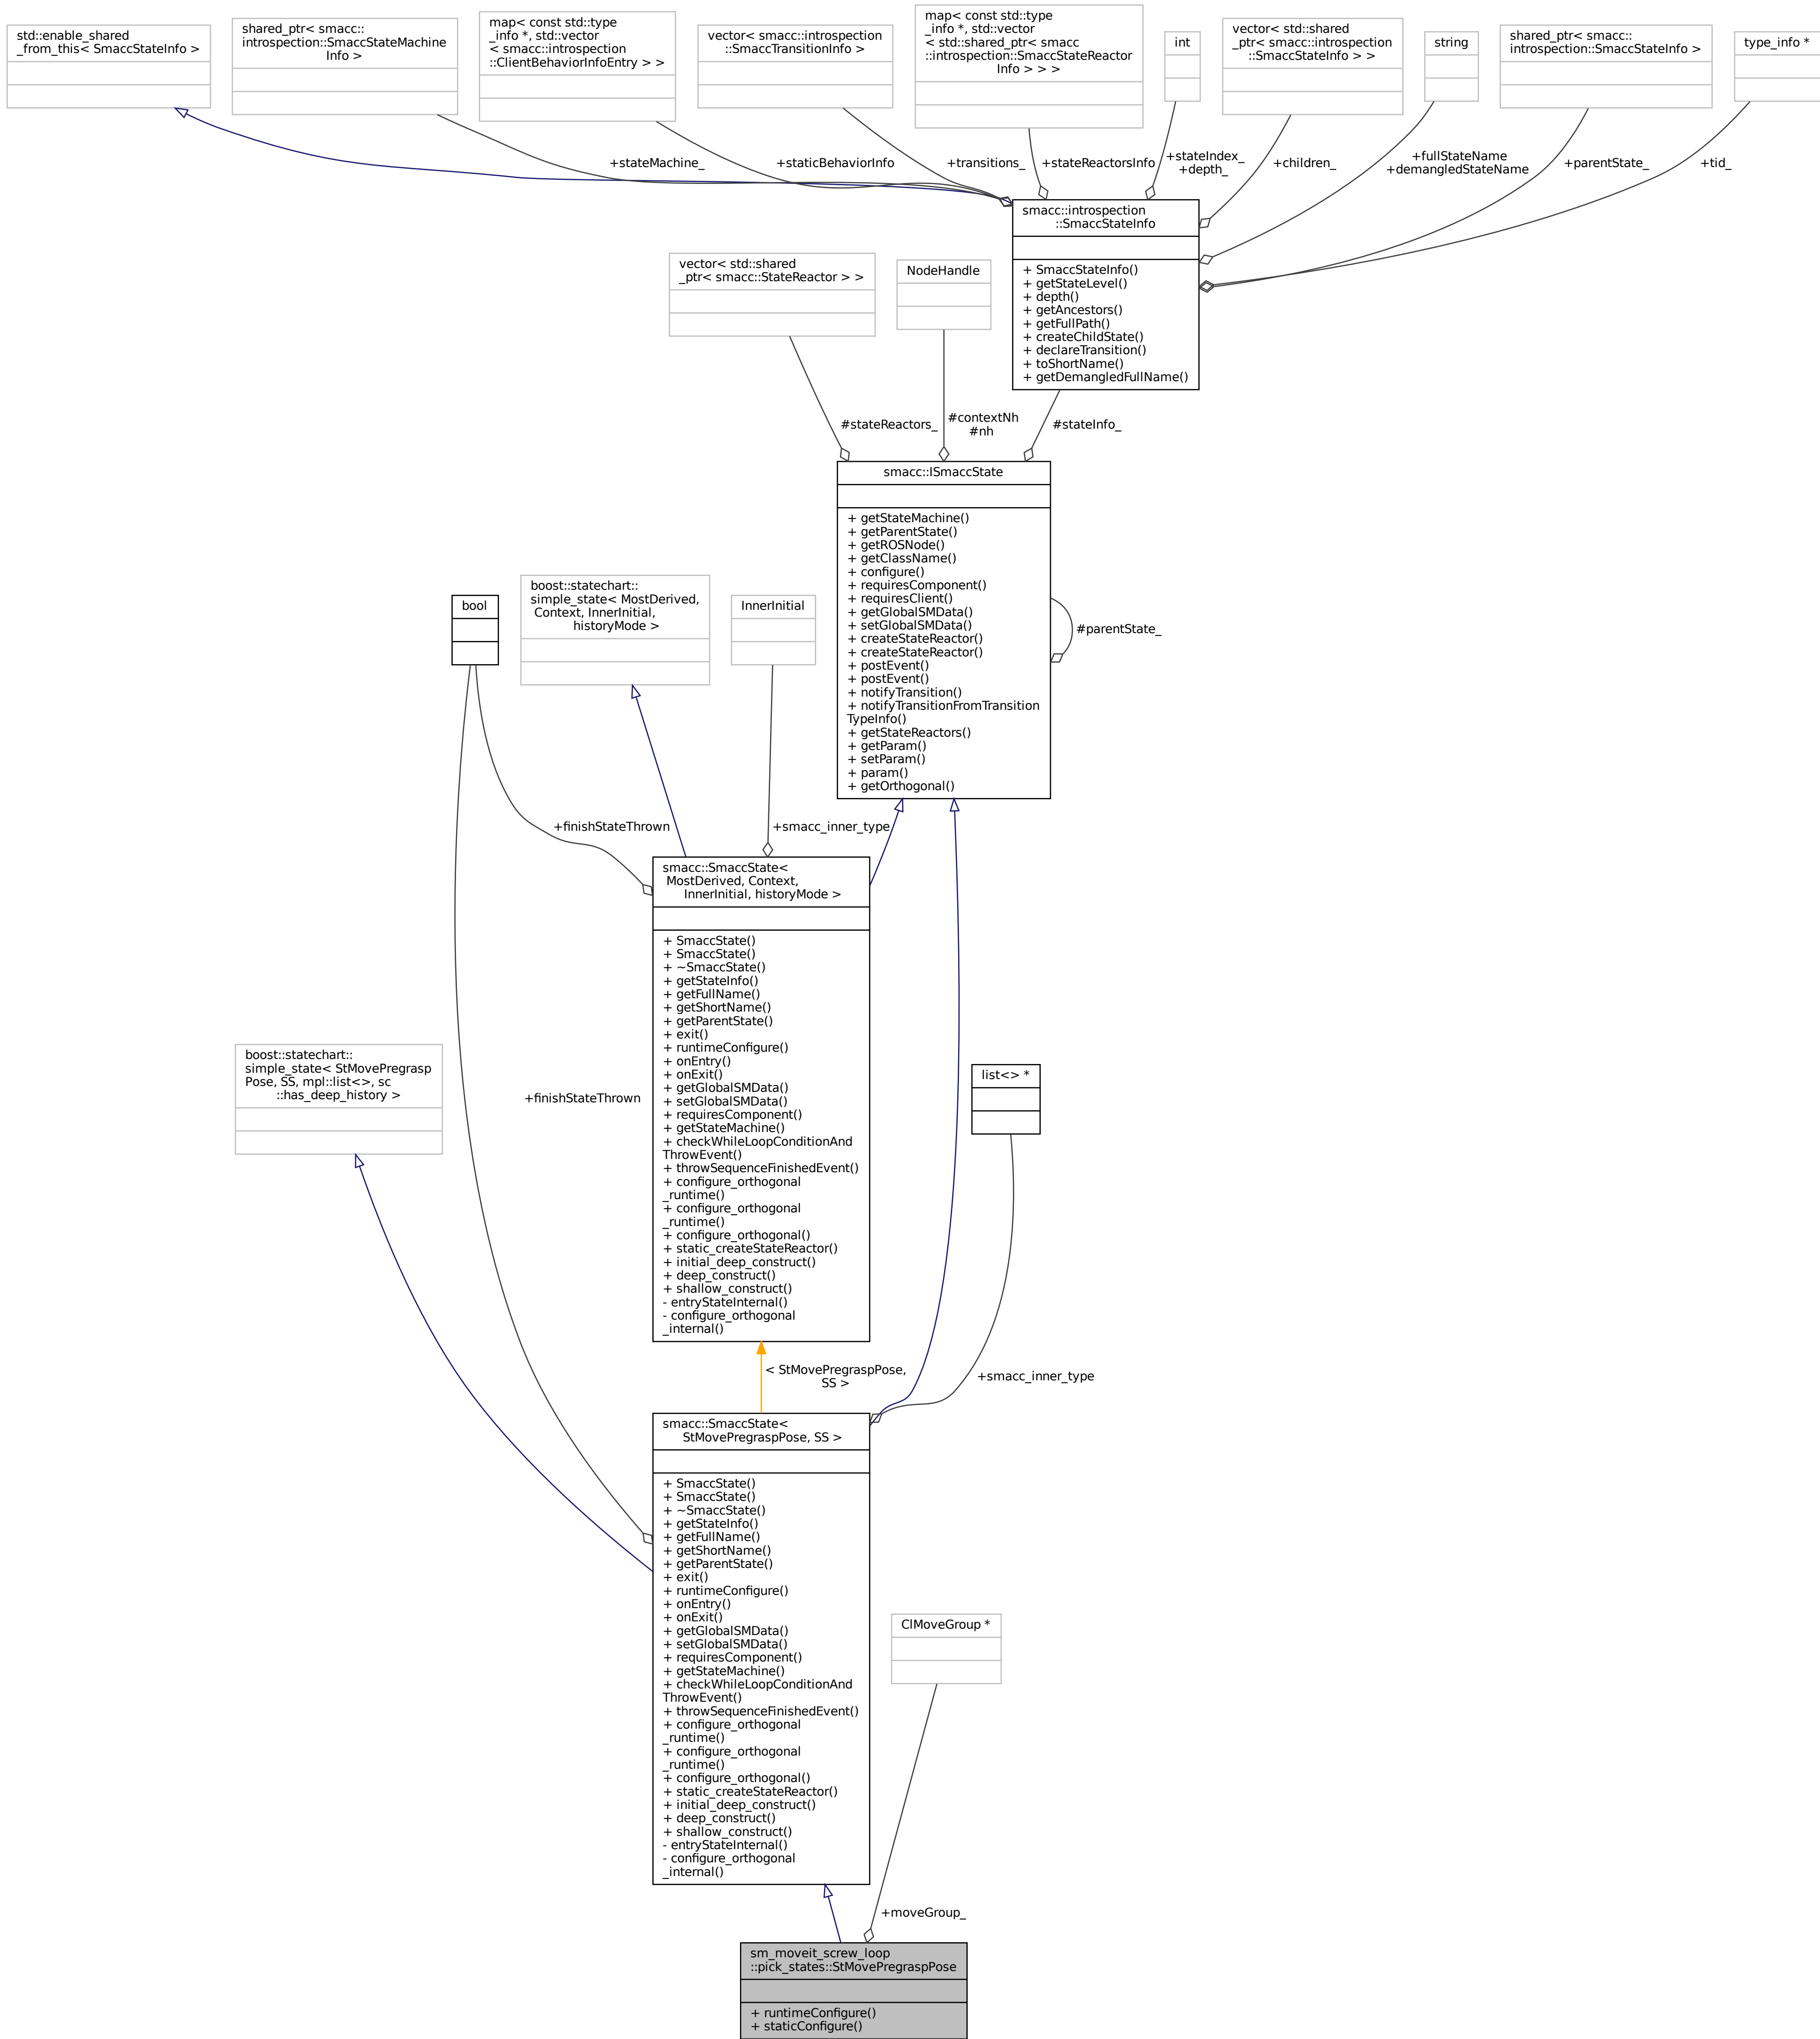 std::enable_shared
_from_this< SmaccStateInfo >
shared_ptr< smacc::
introspection::SmaccStateMachine
Info >
map< const std::type
_info *, std::vector
< smacc::introspection
::ClientBehaviorInfoEntry > >
vector< smacc::introspection
::SmaccTransitionInfo >
map< const std::type
_info *, std::vector
< std::shared_ptr< smacc
::introspection::SmaccStateReactor
Info > > >
int
vector< std::shared
_ptr< smacc::introspection
::SmaccStateInfo > >
string
shared_ptr< smacc::
introspection::SmaccStateInfo >
type_info *
+stateMachine_
+staticBehaviorInfo
+transitions_
+stateReactorsInfo
+stateIndex_
+depth_
+children_
+fullStateName
+demangledStateName
+parentState_
+tid_
smacc::introspection
::SmaccStateInfo
+ SmaccStateInfo()
+ getStateLevel()
+ depth()
+ getAncestors()
+ getFullPath()
+ createChildState()
+ declareTransition()
+ toShortName()
+ getDemangledFullName()
vector< std::shared
_ptr< smacc::StateReactor > >
NodeHandle
#stateReactors_
#contextNh
#nh
#stateInfo_
smacc::ISmaccState
+ getStateMachine()
+ getParentState()
+ getROSNode()
+ getClassName()
+ configure()
+ requiresComponent()
+ requiresClient()
+ getGlobalSMData()
+ setGlobalSMData()
+ createStateReactor()
+ createStateReactor()
+ postEvent()
+ postEvent()
+ notifyTransition()
+ notifyTransitionFromTransition
TypeInfo()
+ getStateReactors()
+ getParam()
+ setParam()
+ param()
+ getOrthogonal()
#parentState_
bool
boost::statechart::
simple_state< MostDerived,
Context, InnerInitial,
historyMode >
InnerInitial
+finishStateThrown
+smacc_inner_type
smacc::SmaccState<
MostDerived, Context,
InnerInitial, historyMode >
+ SmaccState()
+ SmaccState()
+ ~SmaccState()
+ getStateInfo()
+ getFullName()
+ getShortName()
+ getParentState()
+ exit()
+ runtimeConfigure()
+ onEntry()
+ onExit()
+ getGlobalSMData()
+ setGlobalSMData()
+ requiresComponent()
+ getStateMachine()
+ checkWhileLoopConditionAnd
ThrowEvent()
+ throwSequenceFinishedEvent()
+ configure_orthogonal
_runtime()
+ configure_orthogonal
_runtime()
+ configure_orthogonal()
+ static_createStateReactor()
+ initial_deep_construct()
+ deep_construct()
+ shallow_construct()
- entryStateInternal()
- configure_orthogonal
_internal()
boost::statechart::
simple_state< StMovePregrasp
Pose, SS, mpl::list<>, sc
::has_deep_history >
+finishStateThrown
list<> *
< StMovePregraspPose,
SS >
+smacc_inner_type
smacc::SmaccState<
StMovePregraspPose, SS >
+ SmaccState()
+ SmaccState()
+ ~SmaccState()
+ getStateInfo()
+ getFullName()
+ getShortName()
+ getParentState()
+ exit()
+ runtimeConfigure()
+ onEntry()
+ onExit()
+ getGlobalSMData()
+ setGlobalSMData()
+ requiresComponent()
+ getStateMachine()
+ checkWhileLoopConditionAnd
ThrowEvent()
+ throwSequenceFinishedEvent()
+ configure_orthogonal
_runtime()
+ configure_orthogonal
_runtime()
+ configure_orthogonal()
+ static_createStateReactor()
+ initial_deep_construct()
+ deep_construct()
+ shallow_construct()
- entryStateInternal()
- configure_orthogonal
_internal()
ClMoveGroup *
+moveGroup_
sm_moveit_screw_loop
::pick_states::StMovePregraspPose
+ runtimeConfigure()
+ staticConfigure()